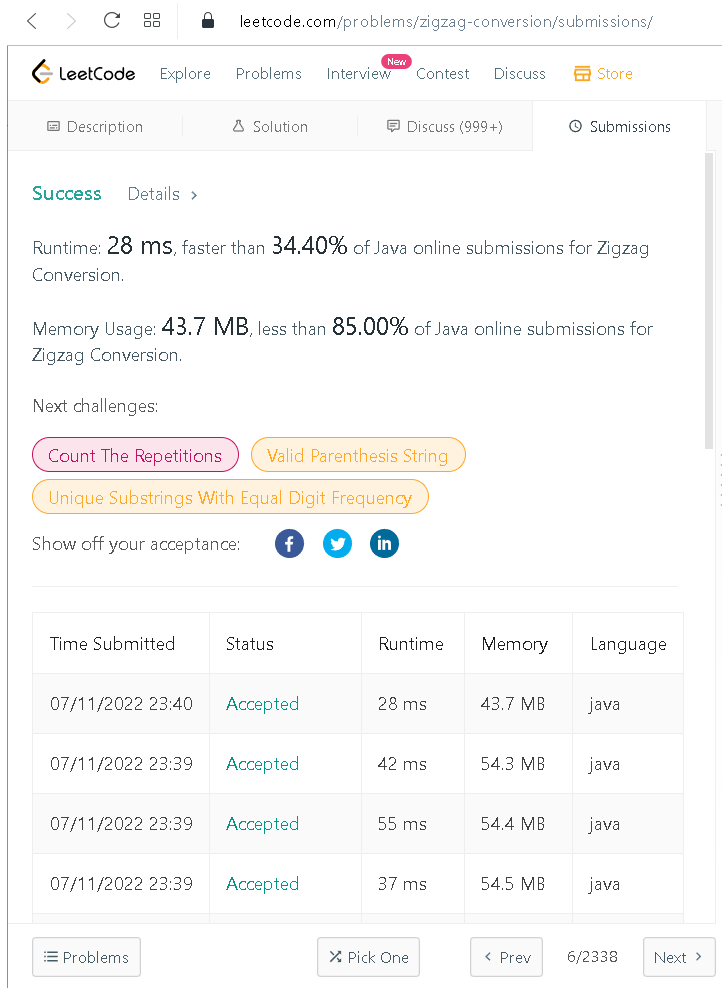 leetcode.com/problems/zigzag-conversion/submissions/
LeetCode Explore Problems Interview New Contest Discuss Store
Description Solution Discuss (999+) Submissions
Success Details >
Runtime: 28 ms, faster than 34.40% of Java online submissions for Zigzag
Conversion.
Memory Usage: 43.7 MB, less than 85.00% of Java online submissions for
Zigzag Conversion.
Next challenges:
Count The Repetitions Valid Parenthesis String
Unique Substrings With Equal Digit Frequency
Show off your acceptance: f in
Time Submitted Status Runtime Memory Language
07/11/2022 23:40 Accepted 28 ms 43.7 MB java
07/11/2022 23:39 Accepted 42 ms 54.3 MB java
07/11/2022 23:39 Accepted 55 ms 54.4 MB java
07/11/2022 23:39 Accepted 37 ms 54.5 MB java
Problems Pick One < Prev 6/2338 Next >